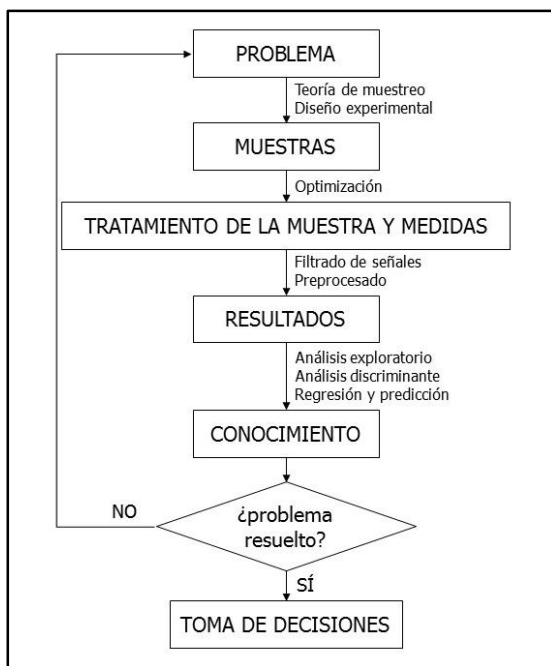 PROBLEMA
Teoría de muestreo
Diseño experimental
MUESTRAS
Optimización
TRATAMIENTO DE LA MUESTRA Y MEDIDAS
Filtrado de señales
Preprocesado
RESULTADOS
Análisis exploratorio
Análisis discriminante
Regresión y predicción
CONOCIMIENTO
NO
¿problema
resuelto?
SÍ
TOMA DE DECISIONES